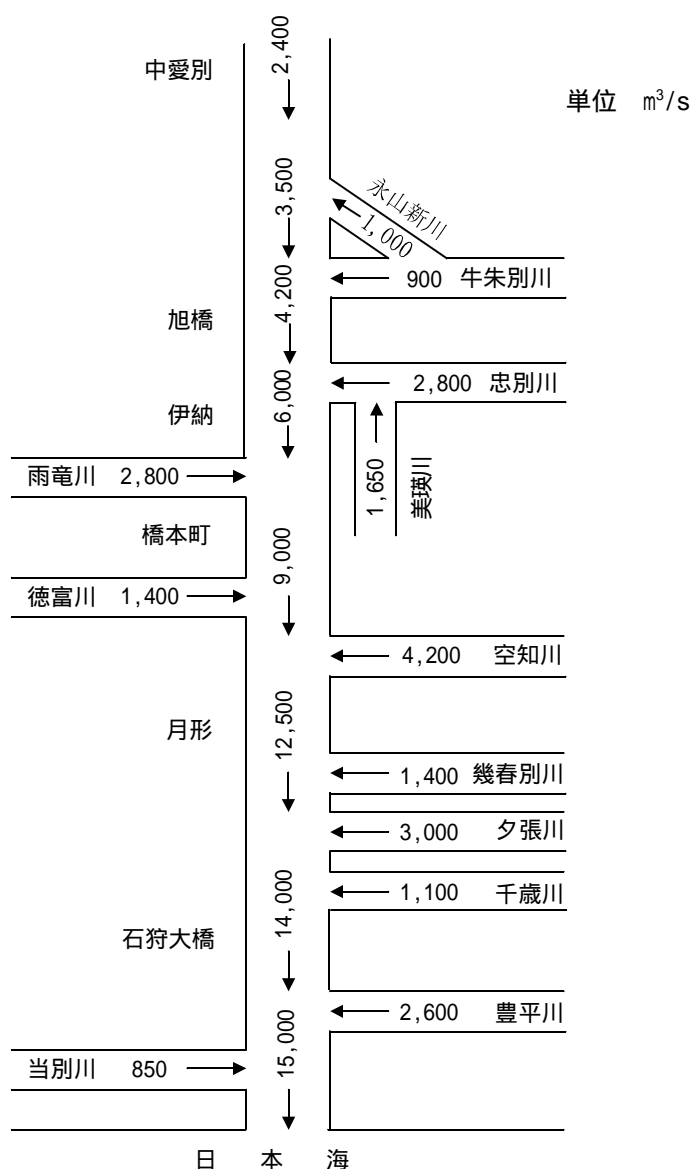 2,400
中愛別
単位 m³/s
3,500
永山新川
1,000
900 牛朱別川
4,200
旭橋
2,800 忠別川
6,000
伊納
1,650
美瑛川
雨竜川 2,800
橋本町
9,000
徳富川 1,400
4,200 空知川
月形
12,500
1,400 幾春別川
3,000 夕張川
1,100 千歳川
14,000
石狩大橋
2,600 豊平川
15,000
当別川 850
日 本 海